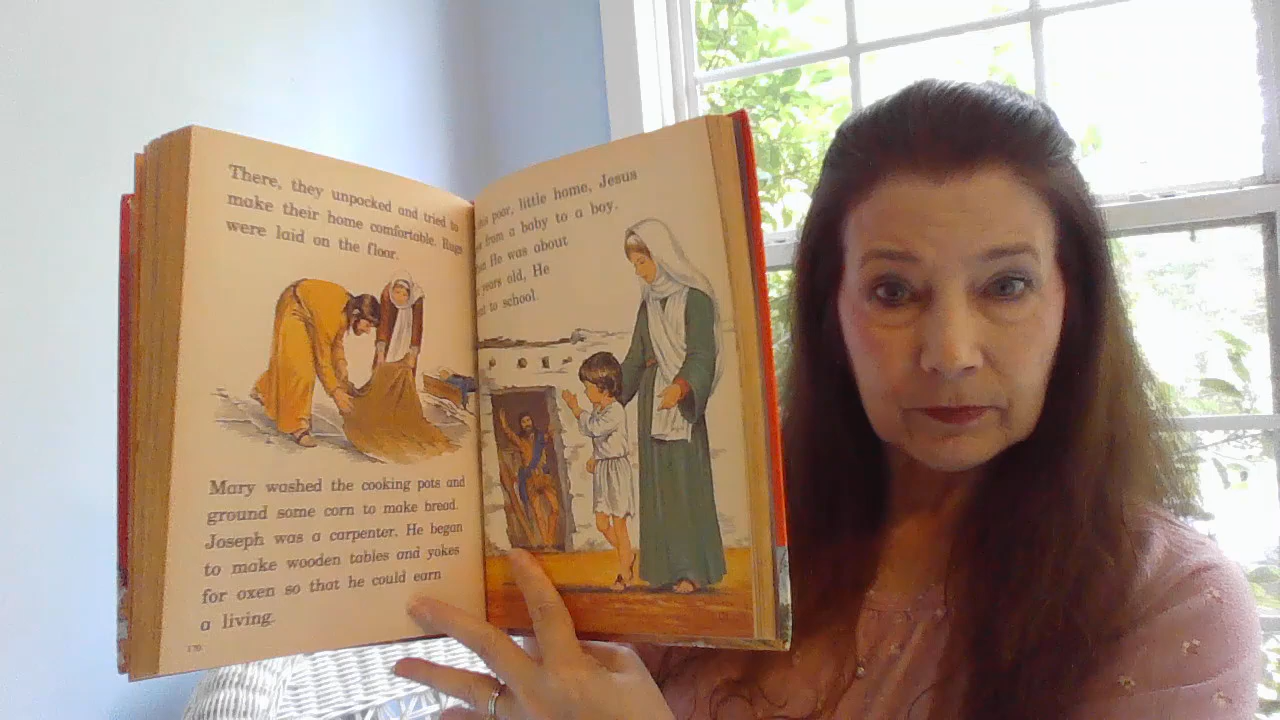 There, they unpacked and tried to
make their home comfortable. Rugs
were laid on the floor.
Mary washed the cooking pots and
ground some corn to make bread.
Joseph was a carpenter. He began
to make wooden tables and yokes
for oxen so that he could earn
a living.
170
poor, little home, Jesus
from a baby to a boy.
He was about
years old, He
to school.